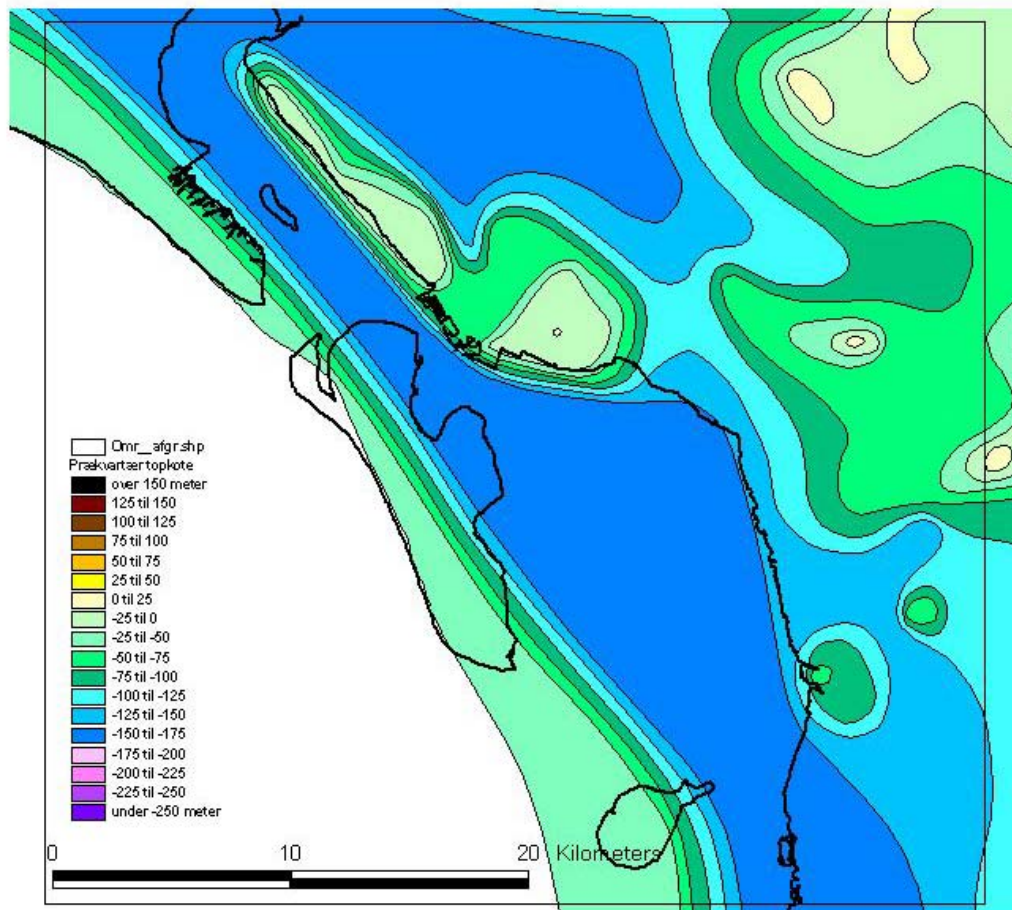 Omr_afgr.shp
Prækvartær topkote
over 150 meter
125 til 150
100 til 125
75 til 100
50 til 75
25 til 50
0 til 25
-25 til 0
-25 til -50
-50 til -75
-75 til -100
-100 til -125
-125 til -150
-150 til -175
-175 til -200
-200 til -225
-225 til -250
under -250 meter
0 10 20 Kilometers